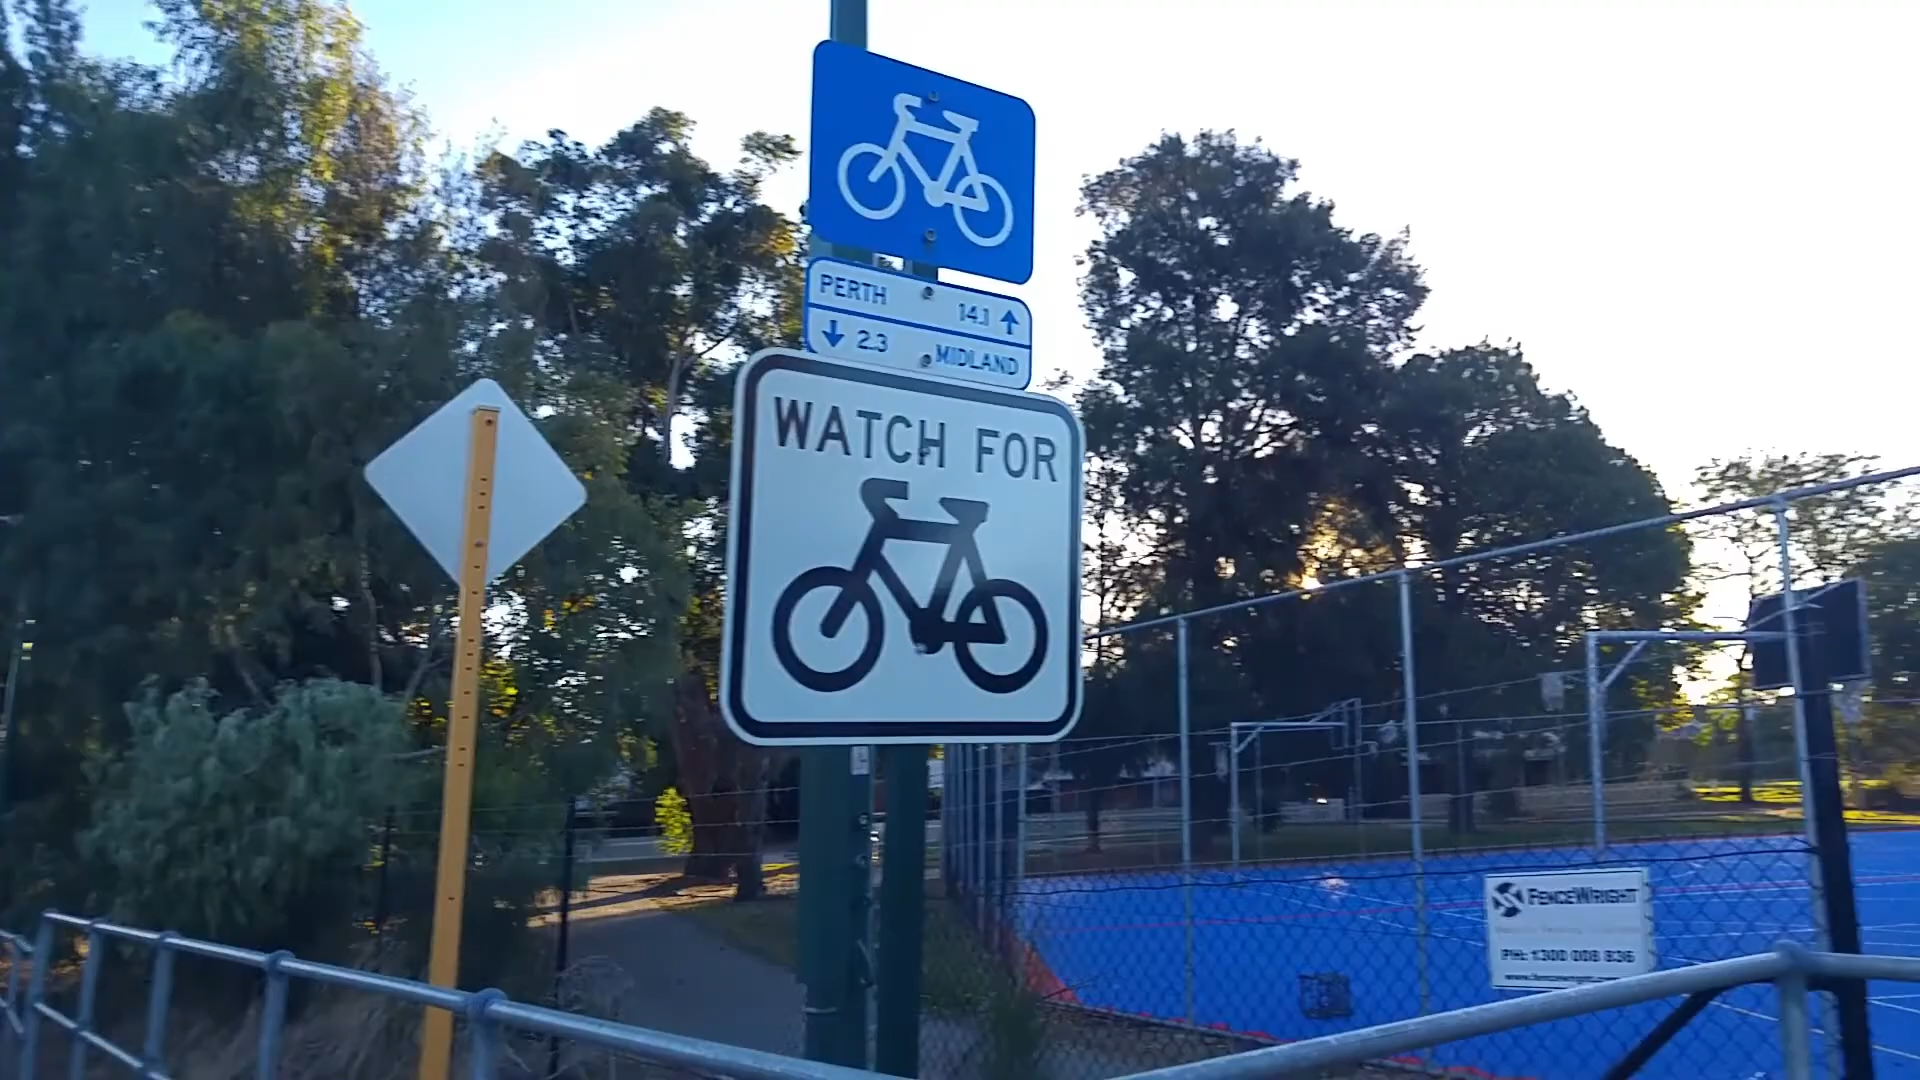 PERTH 14.1 ↑
↓ 2.3 MIDLAND
WATCH FOR
FENCEWRIGHT
PH: 1300 008 836